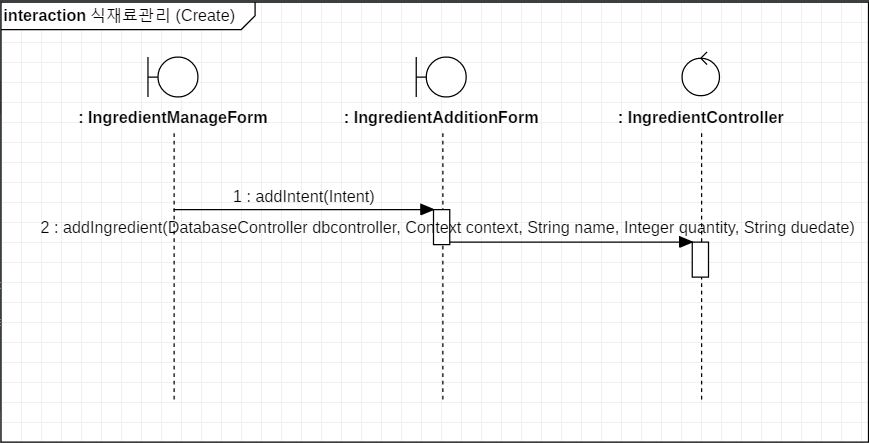 interaction 식재료관리 (Create)
: IngredientManageForm
: IngredientAdditionForm
: IngredientController
1 : addIntent(Intent)
2 : addIngredient(DatabaseController dbcontroller, Context context, String name, Integer quantity, String duedate)